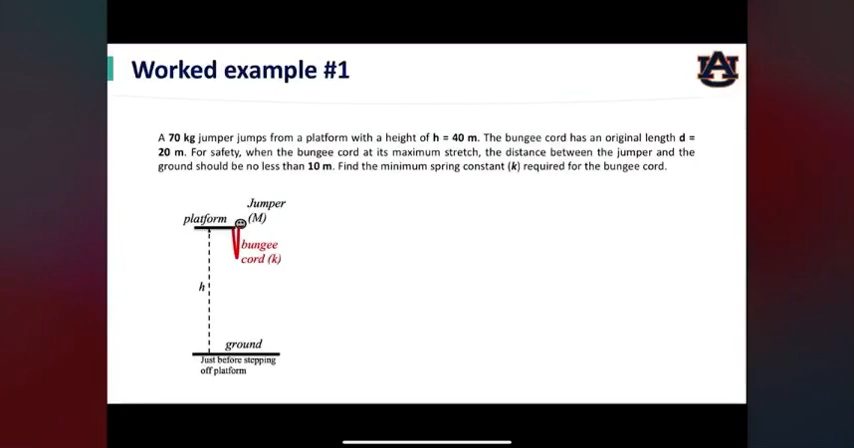 Worked example #1
AU
A 70 kg jumper jumps from a platform with a height of h = 40 m. The bungee cord has an original length d =
20 m. For safety, when the bungee cord at its maximum stretch, the distance between the jumper and the
ground should be no less than 10 m. Find the minimum spring constant (k) required for the bungee cord.
Jumper
platform (M)
bungee
cord (k)
h
ground
Just before stepping
off platform